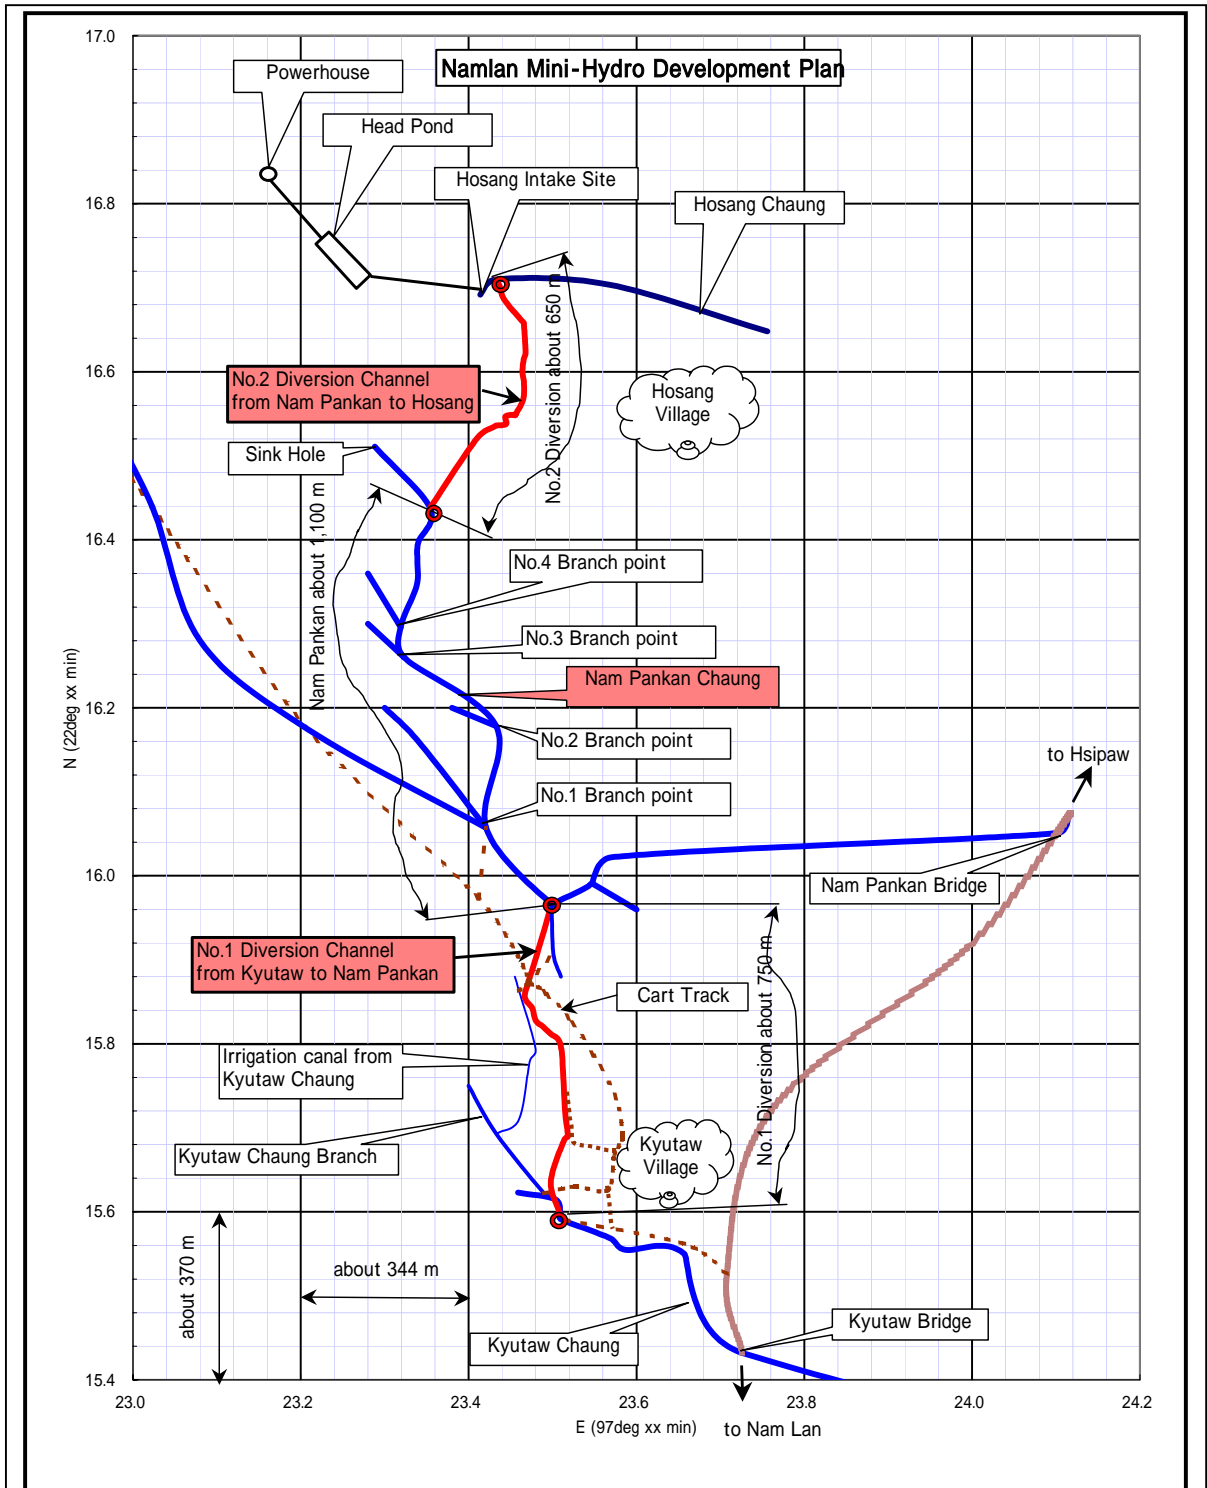 Namlan Mini-Hydro Development Plan
Powerhouse
Head Pond
Hosang Intake Site
Hosang Chaung
No.2 Diversion about 650 m
No.2 Diversion Channel
from Nam Pankan to Hosang
Hosang
Village
Sink Hole
Nam Pankan about 1,100 m
No.4 Branch point
No.3 Branch point
Nam Pankan Chaung
No.2 Branch point
to Hsipaw
No.1 Branch point
Nam Pankan Bridge
No.1 Diversion Channel
from Kyutaw to Nam Pankan
No.1 Diversion about 750 m
Cart Track
Irrigation canal from
Kyutaw Chaung
Kyutaw Chaung Branch
Kyutaw
Village
about 370 m
about 344 m
Kyutaw Chaung
Kyutaw Bridge
to Nam Lan
17.0
16.8
16.6
16.4
16.2
16.0
15.8
15.6
15.4
N (22deg xx min)
23.0
23.2
23.4
23.6
23.8
24.0
24.2
E (97deg xx min)